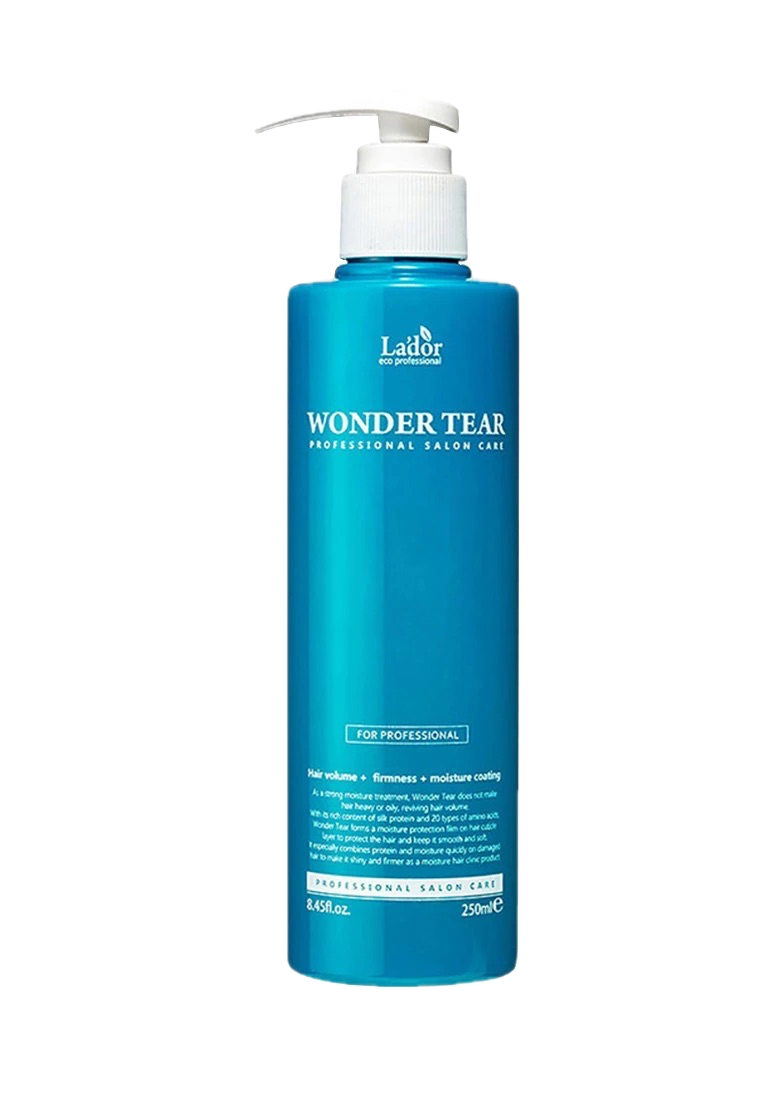 La'dor
eco professional
WONDER TEAR
PROFESSIONAL SALON CARE
FOR PROFESSIONAL
Hair volume + firmness + moisture coating
As a strong moisture treatment, Wonder Tear does not make
hair heavy or oily, reviving hair volume.
With its rich content of silk protein and 20 types of amino acids,
Wonder Tear forms a moisture protection film on hair cuticle
layer to protect the hair and keep it smooth and soft.
It especially combines protein and moisture quickly on damaged
hair to make it shiny and firmer as a moisture hair clinic product
PROFESSIONAL SALON CARE
8.45fl.oz. 250ml℮